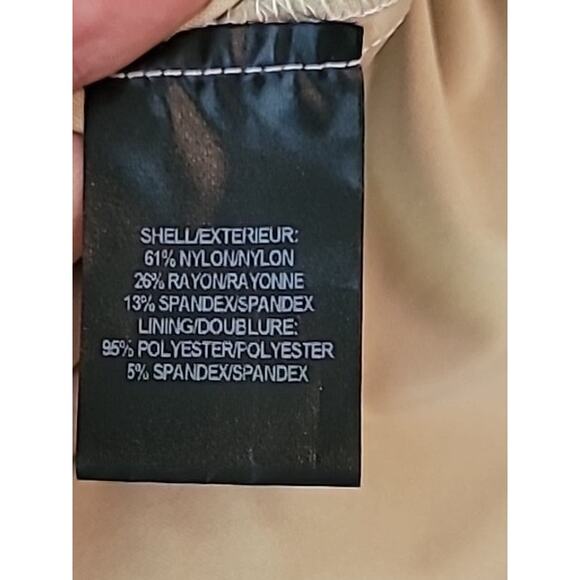 SHELL/EXTERIEUR:
61% NYLON/NYLON
26% RAYON/RAYONNE
13% SPANDEX/SPANDEX
LINING/DOUBLURE:
95% POLYESTER/POLYESTER
5% SPANDEX/SPANDEX